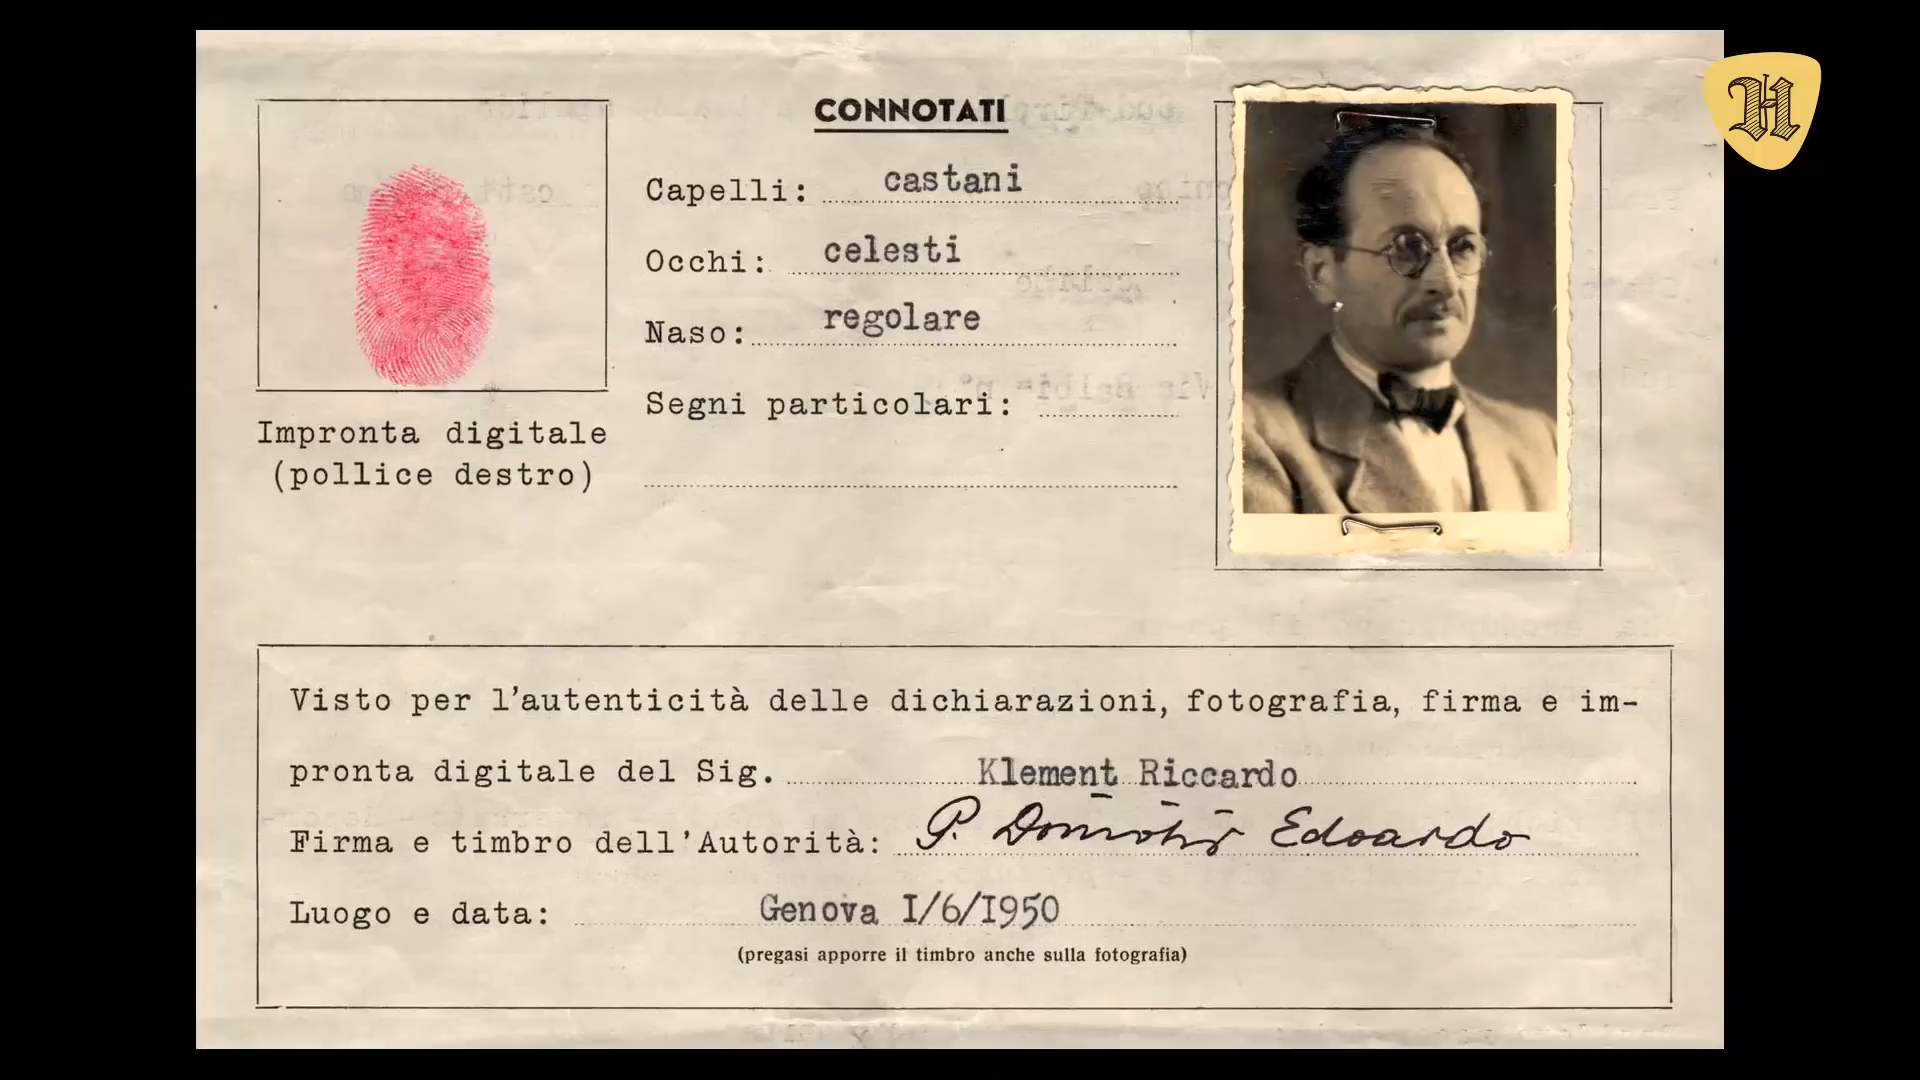 H
CONNOTATI
Capelli: castani
Occhi: celesti
Naso: regolare
Segni particolari:
Impronta digitale
(pollice destro)
Visto per l'autenticità delle dichiarazioni, fotografia, firma e im-
pronta digitale del Sig. Klement Riccardo
Firma e timbro dell'Autorità: P. Edoardo
Luogo e data: Genova I/6/I950
(pregasi apporre il timbro anche sulla fotografia)